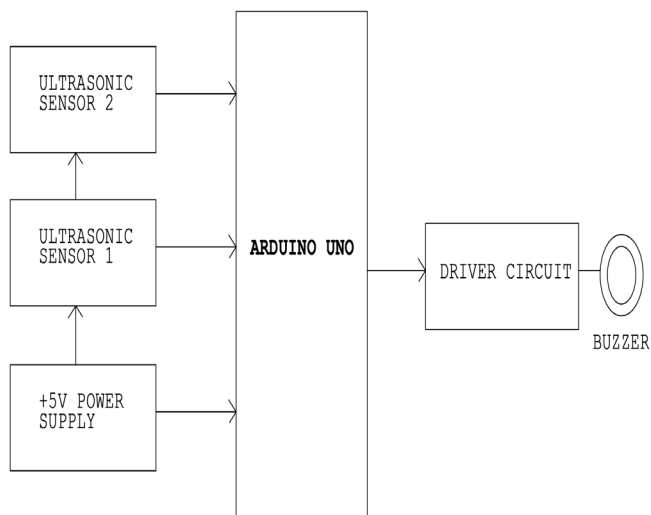 ULTRASONIC
SENSOR 2
ULTRASONIC
SENSOR 1
+5V POWER
SUPPLY
ARDUINO UNO
DRIVER CIRCUIT
BUZZER